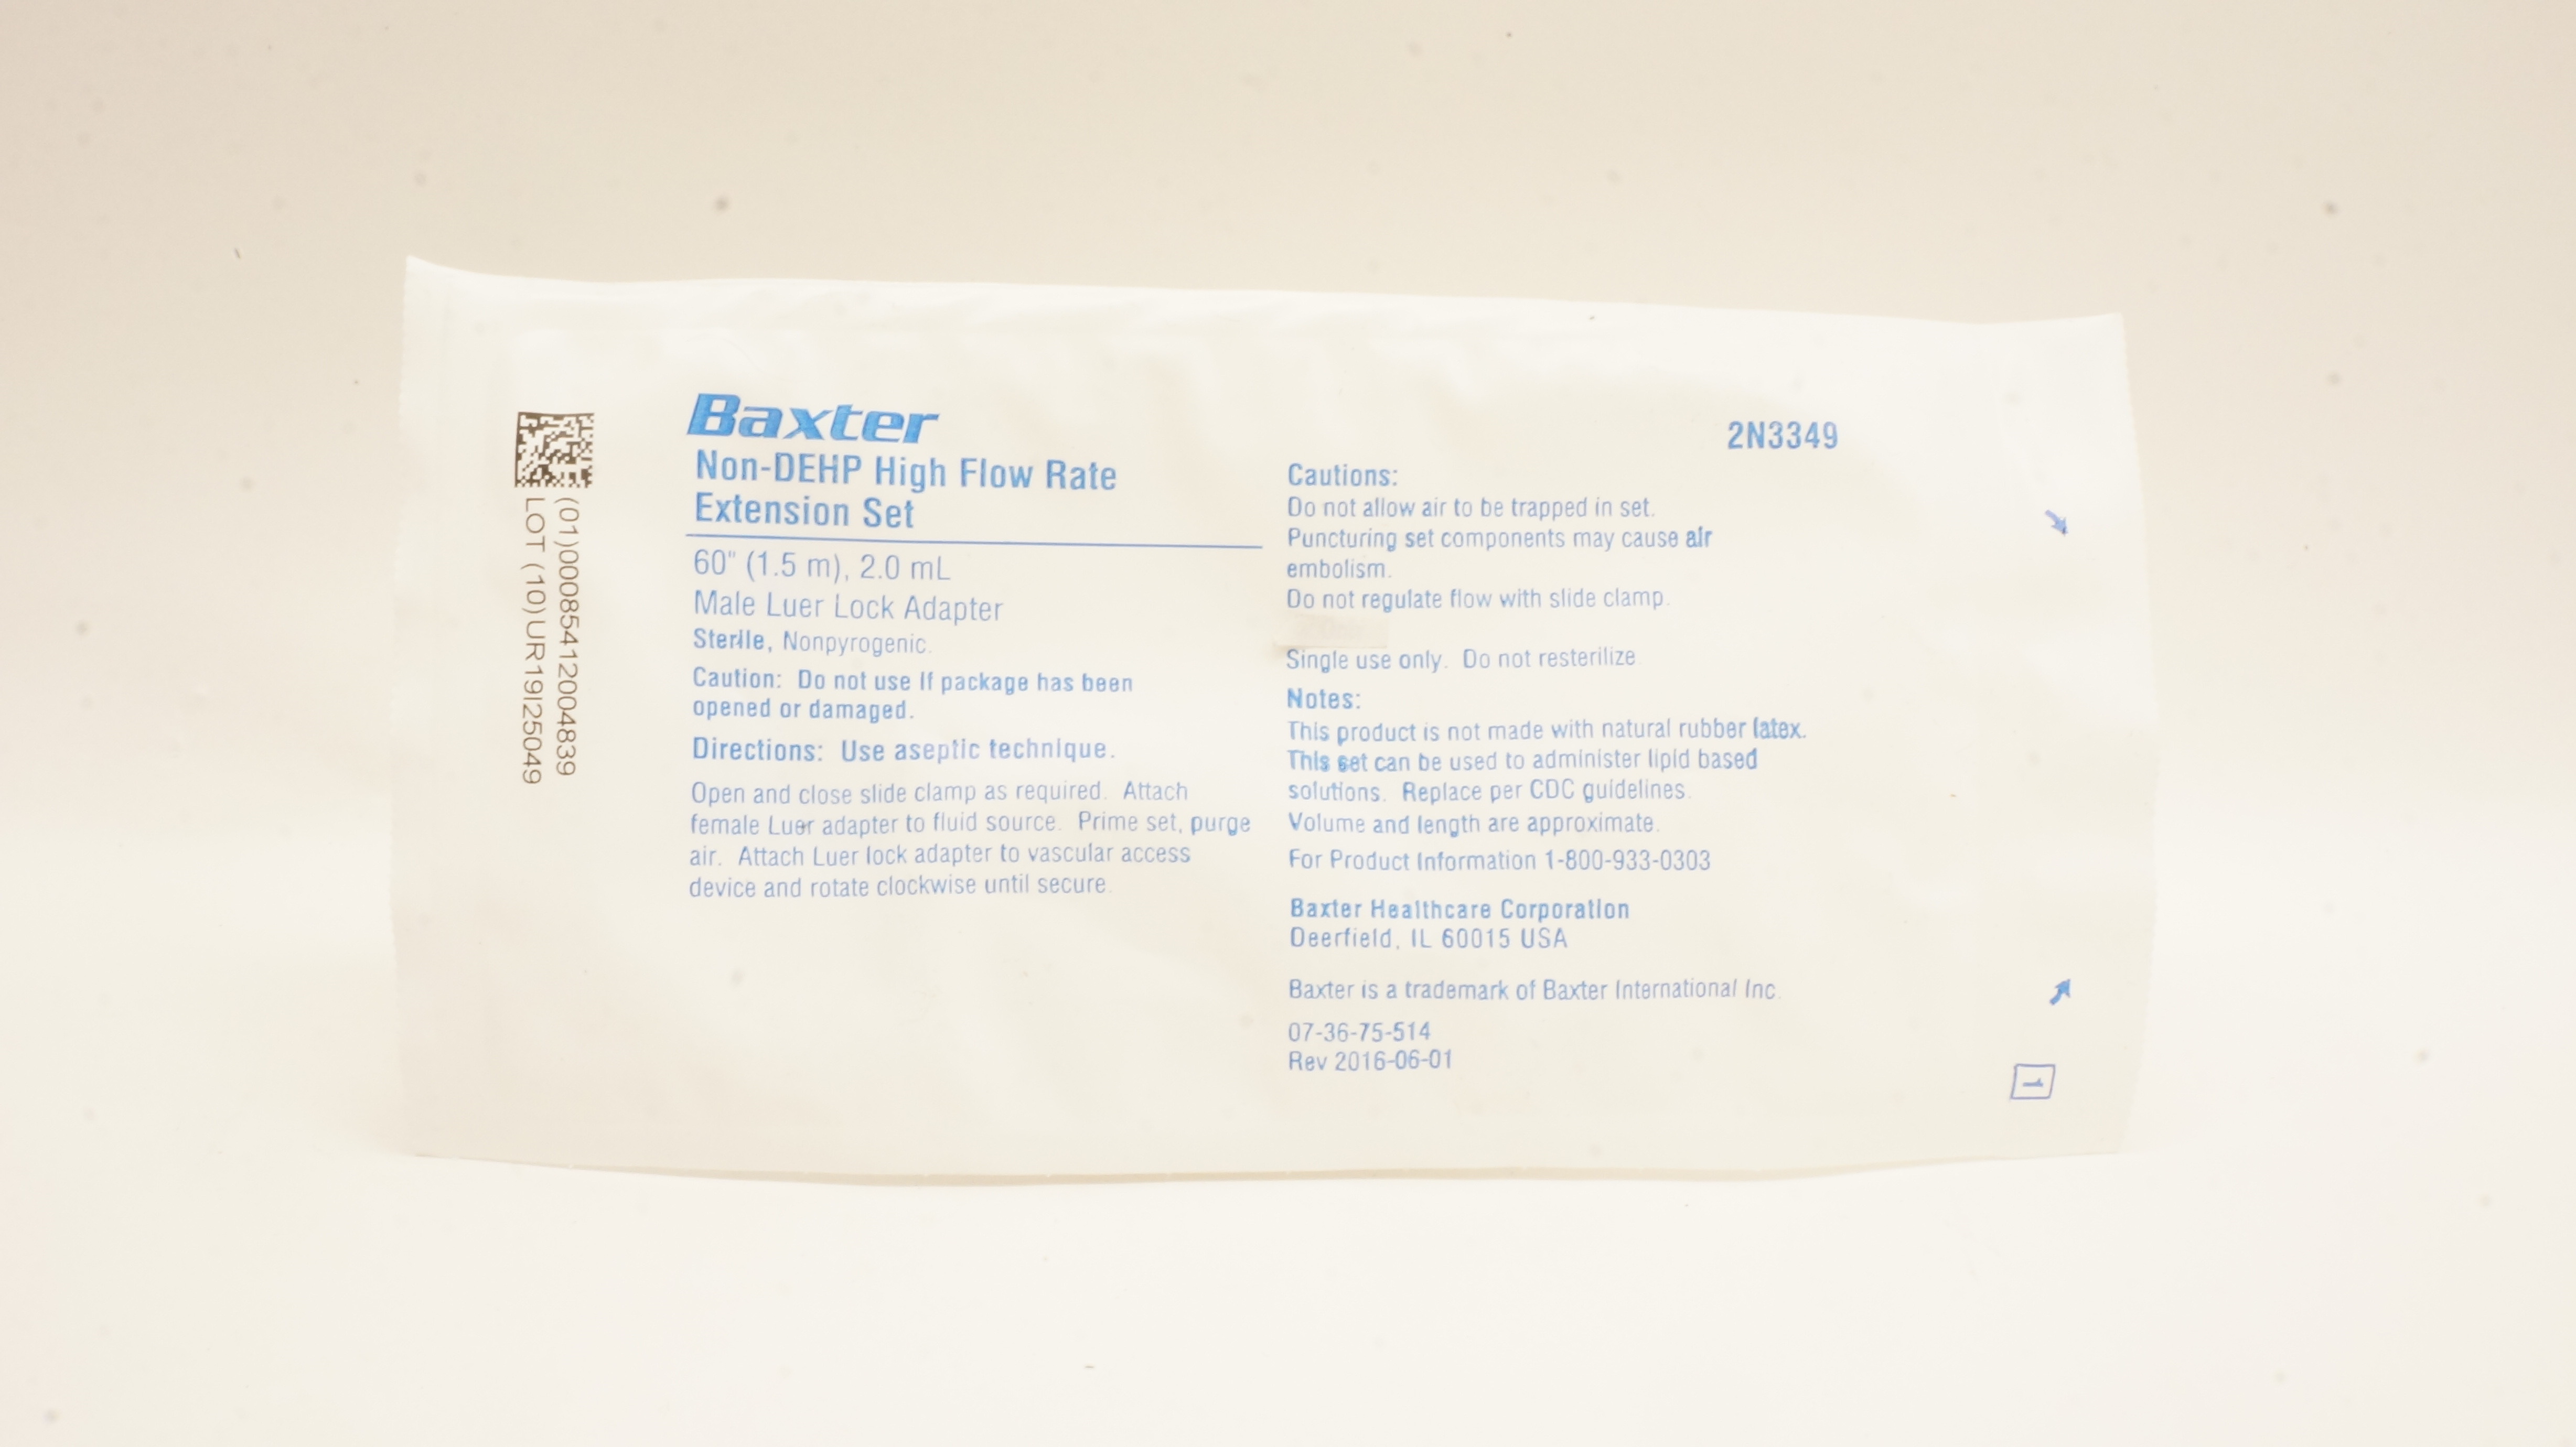 (01)00085412004839
LOT (10)UR19I25049
Baxter
Non-DEHP High Flow Rate
Extension Set
60" (1.5 m), 2.0 mL
Male Luer Lock Adapter
Sterile, Nonpyrogenic.
Caution: Do not use if package has been
opened or damaged.
Directions: Use aseptic technique.
Open and close slide clamp as required. Attach
female Luer adapter to fluid source. Prime set, purge
air. Attach Luer lock adapter to vascular access
device and rotate clockwise until secure.
2N3349
Cautions:
Do not allow air to be trapped in set.
Puncturing set components may cause air
embolism.
Do not regulate flow with slide clamp.
Single use only. Do not resterilize
Notes:
This product is not made with natural rubber latex.
This set can be used to administer lipid based
solutions. Replace per CDC guidelines.
Volume and length are approximate.
For Product Information 1-800-933-0303
Baxter Healthcare Corporation
Deerfield, IL 60015 USA
Baxter is a trademark of Baxter International Inc.
07-36-75-514
Rev 2016-06-01
1